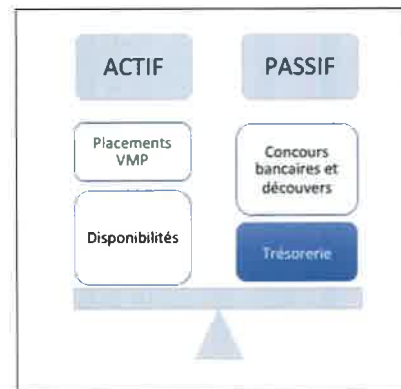 ACTIF
PASSIF
Placements
VMP
Disponibilités
Concours
bancaires et
découvers
Trésorerie